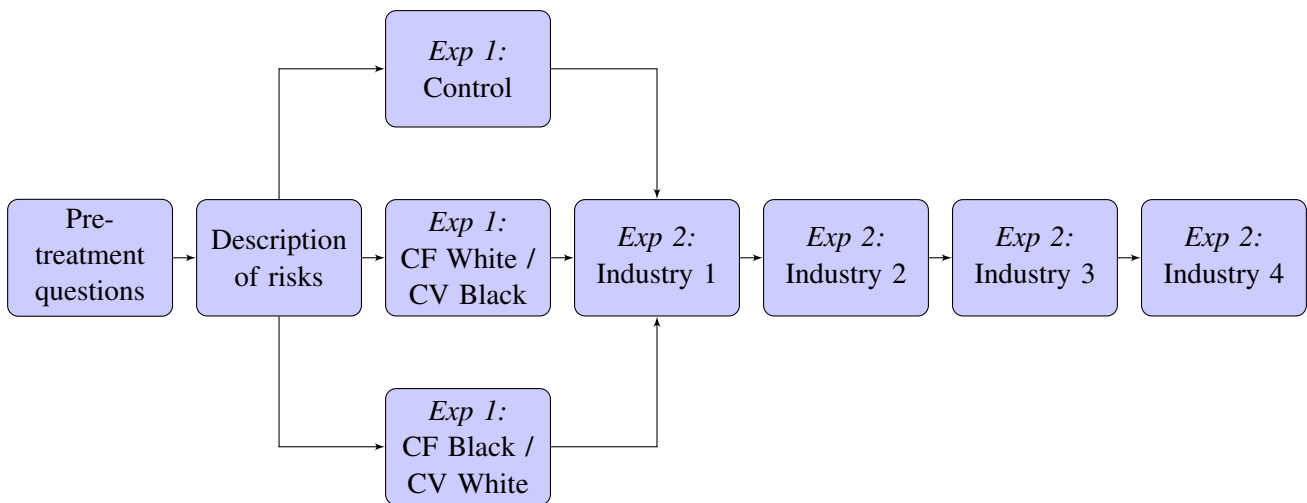 Pre-
treatment
questions
Description
of risks
Exp 1:
Control
Exp 1:
CF White /
CV Black
Exp 1:
CF Black /
CV White
Exp 2:
Industry 1
Exp 2:
Industry 2
Exp 2:
Industry 3
Exp 2:
Industry 4